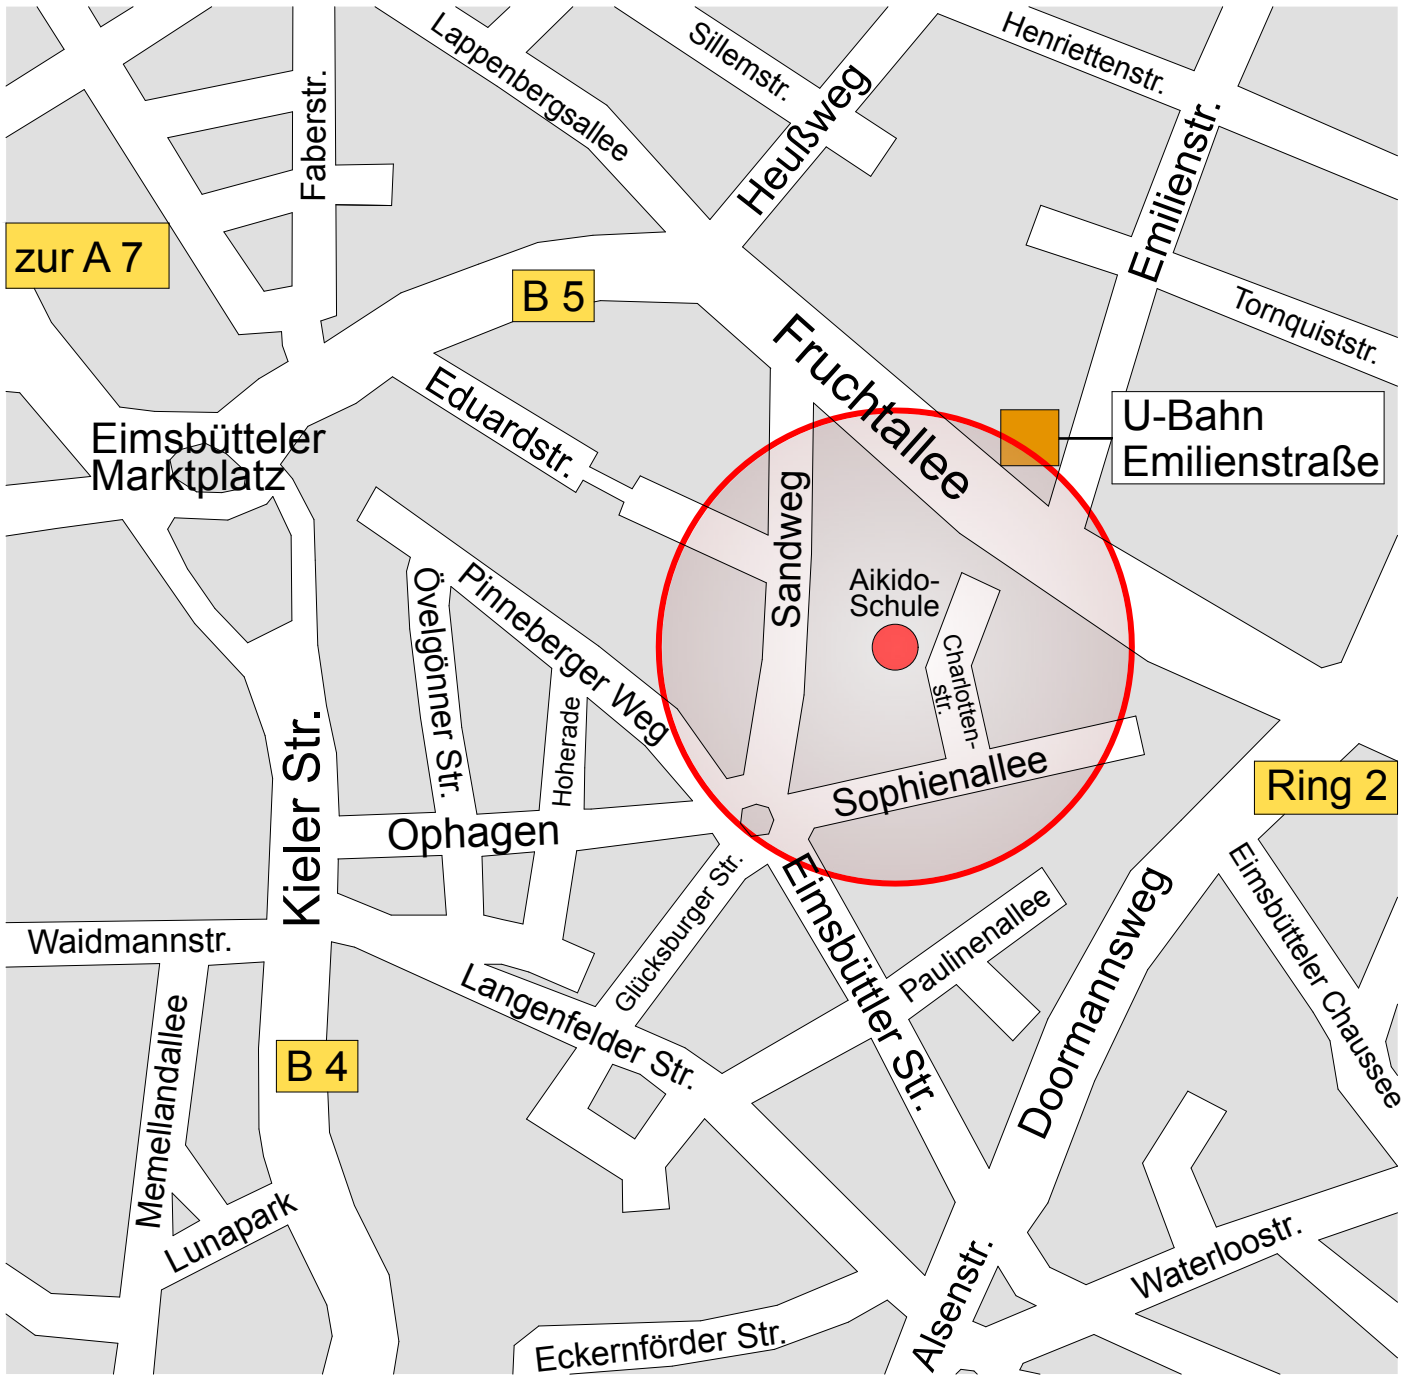 Lappenbergsallee
Sillemstr.
Henriettenstr.
Heußweg
Faberstr.
Emilienstr.
zur A 7
B 5
Tornquiststr.
Fruchtallee
Eduardstr.
U-Bahn
Emilienstraße
Eimsbütteler
Marktplatz
Sandweg
Aikido-
Schule
Övelgönner Str.
Pinneberger Weg
Charlotten-
str.
Hoherade
Kieler Str.
Sophienallee
Ring 2
Ophagen
Glücksburger Str.
Eimsbüttler Str.
Paulinenallee
Doormannsweg
Eimsbütteler Chaussee
Waidmannstr.
Langenfelder Str.
B 4
Memellandallee
Lunapark
Waterloostr.
Alsenstr.
Eckernförder Str.